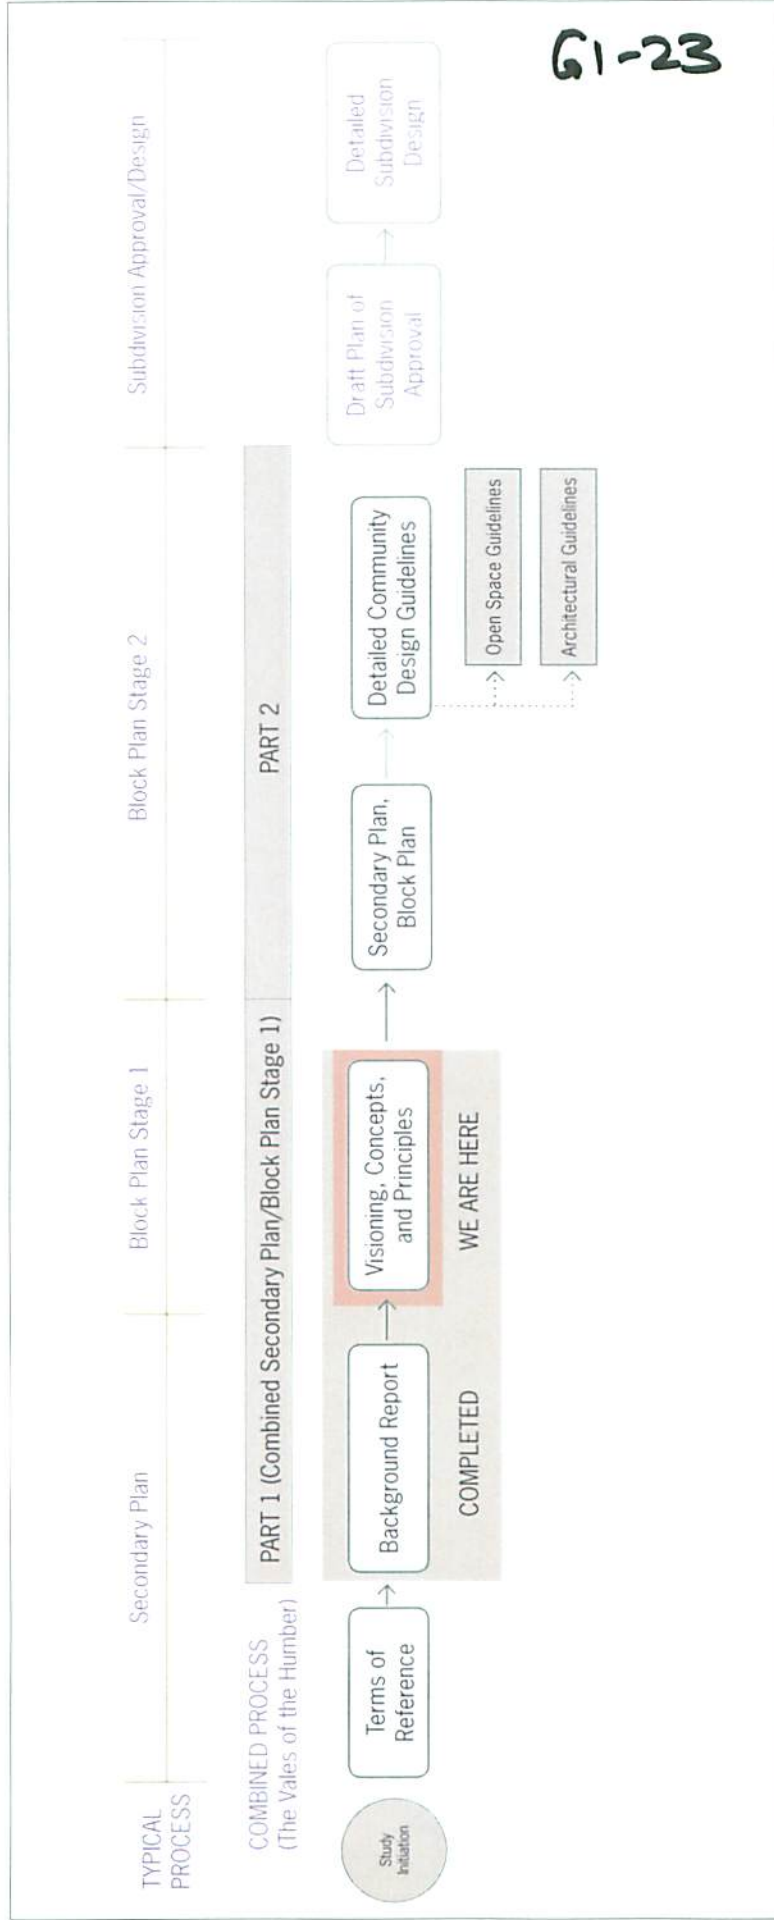 G1-23
TYPICAL
PROCESS
Secondary Plan
Block Plan Stage 1
Block Plan Stage 2
Subdivision Approval/Design
COMBINED PROCESS
(The Vales of the Humber)
PART 1 (Combined Secondary Plan/Block Plan Stage 1)
PART 2
Study
Initiation
Terms of
Reference
Background Report
Visioning, Concepts,
and Principles
Secondary Plan,
Block Plan
Detailed Community
Design Guidelines
Draft Plan of
Subdivision
Approval
Detailed
Subdivision
Design
COMPLETED
WE ARE HERE
Open Space Guidelines
Architectural Guidelines